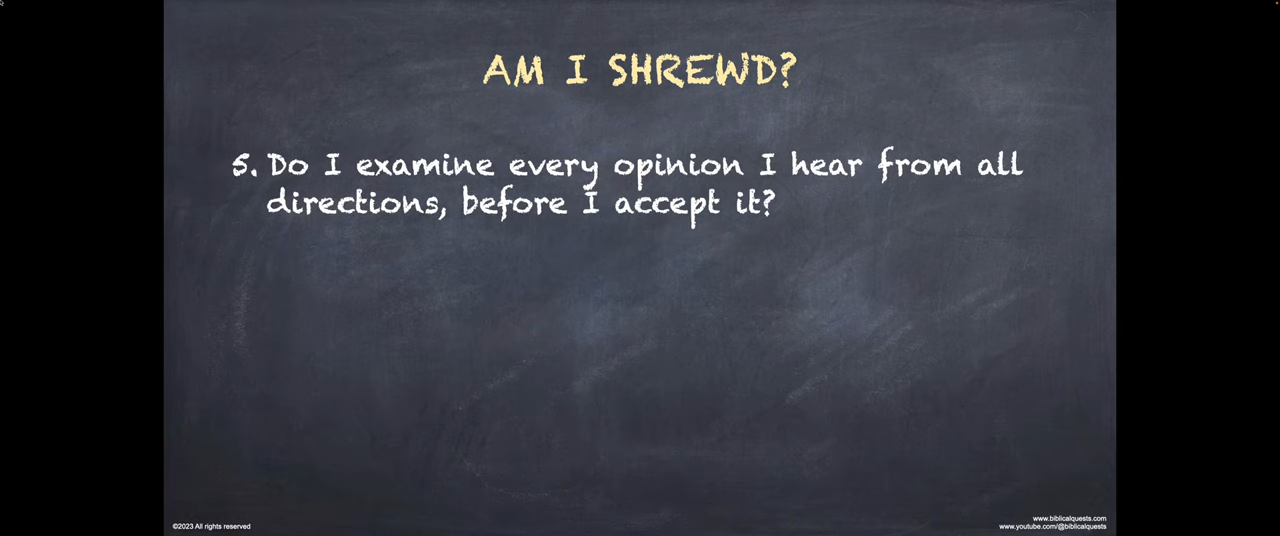 AM I SHREWD?
5. Do I examine every opinion I hear from all
directions, before I accept it?
©2023 All rights reserved
www.biblicalquests.com
www.youtube.com/@biblicalquests